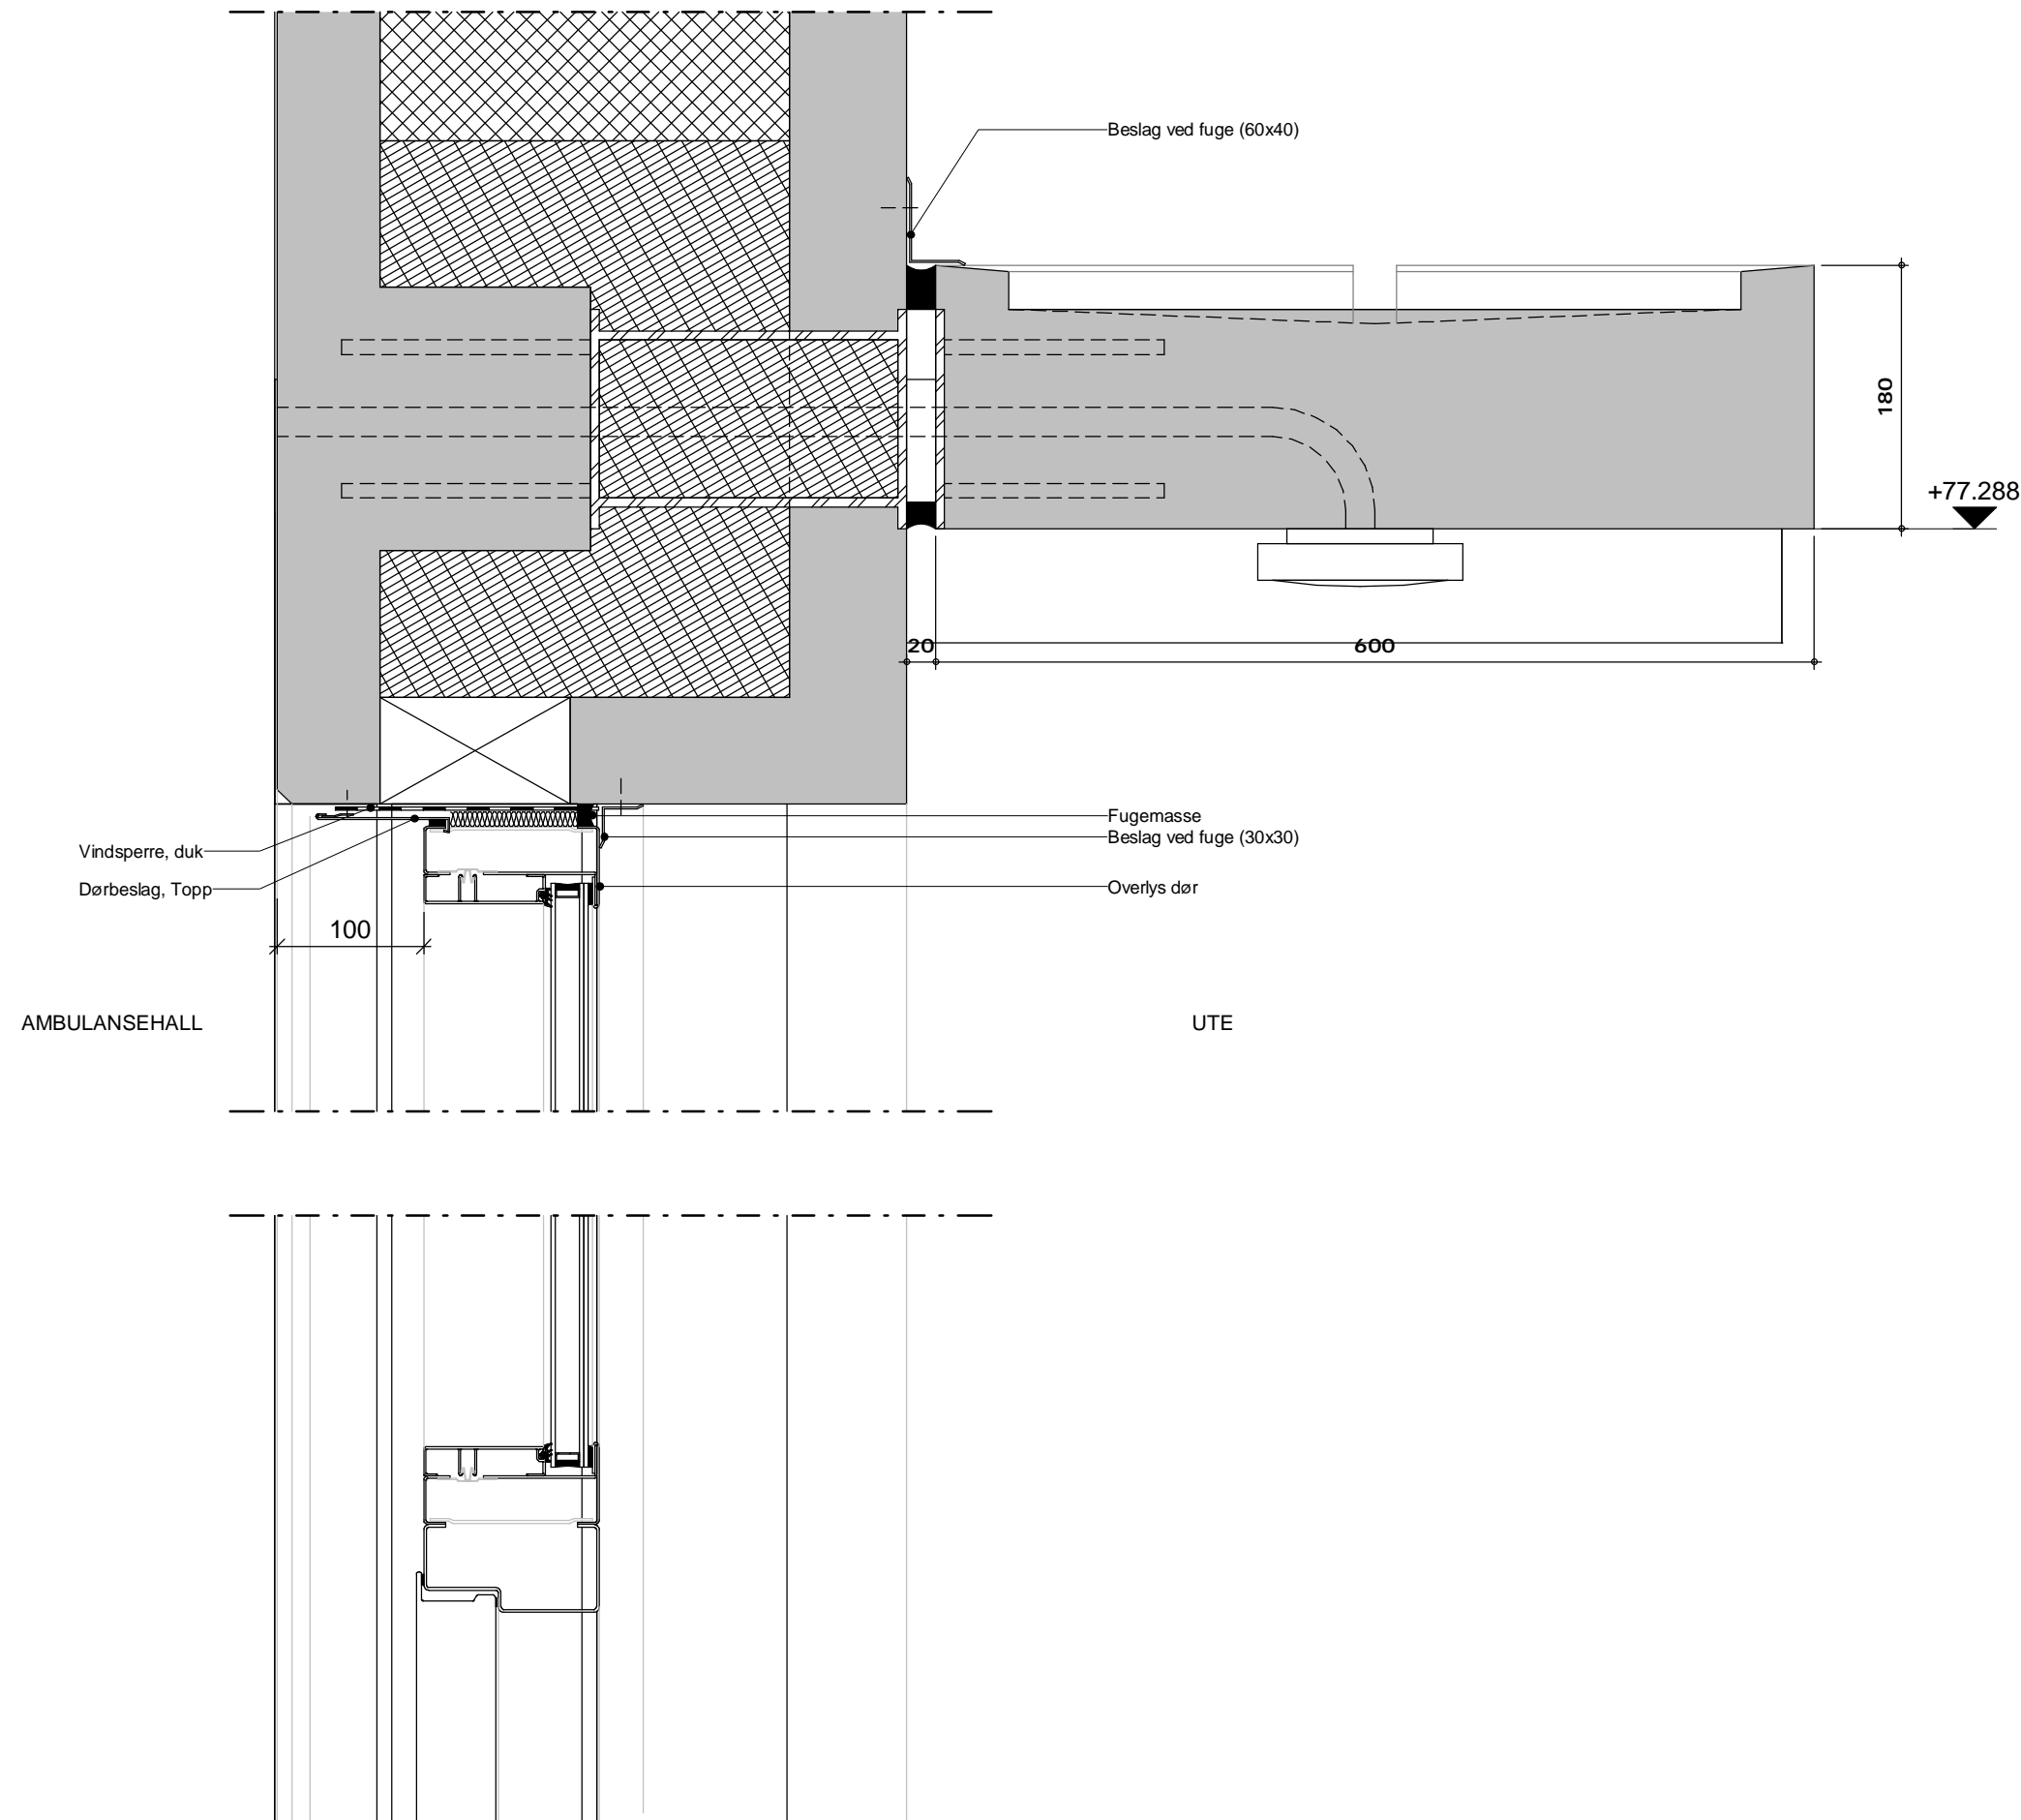 Beslag ved fuge (60x40)
180
+77.288
20
600
Fugemasse
Beslag ved fuge (30x30)
Vindsperre, duk
Dørbeslag, Topp
Overlys dør
100
AMBULANSEHALL
UTE